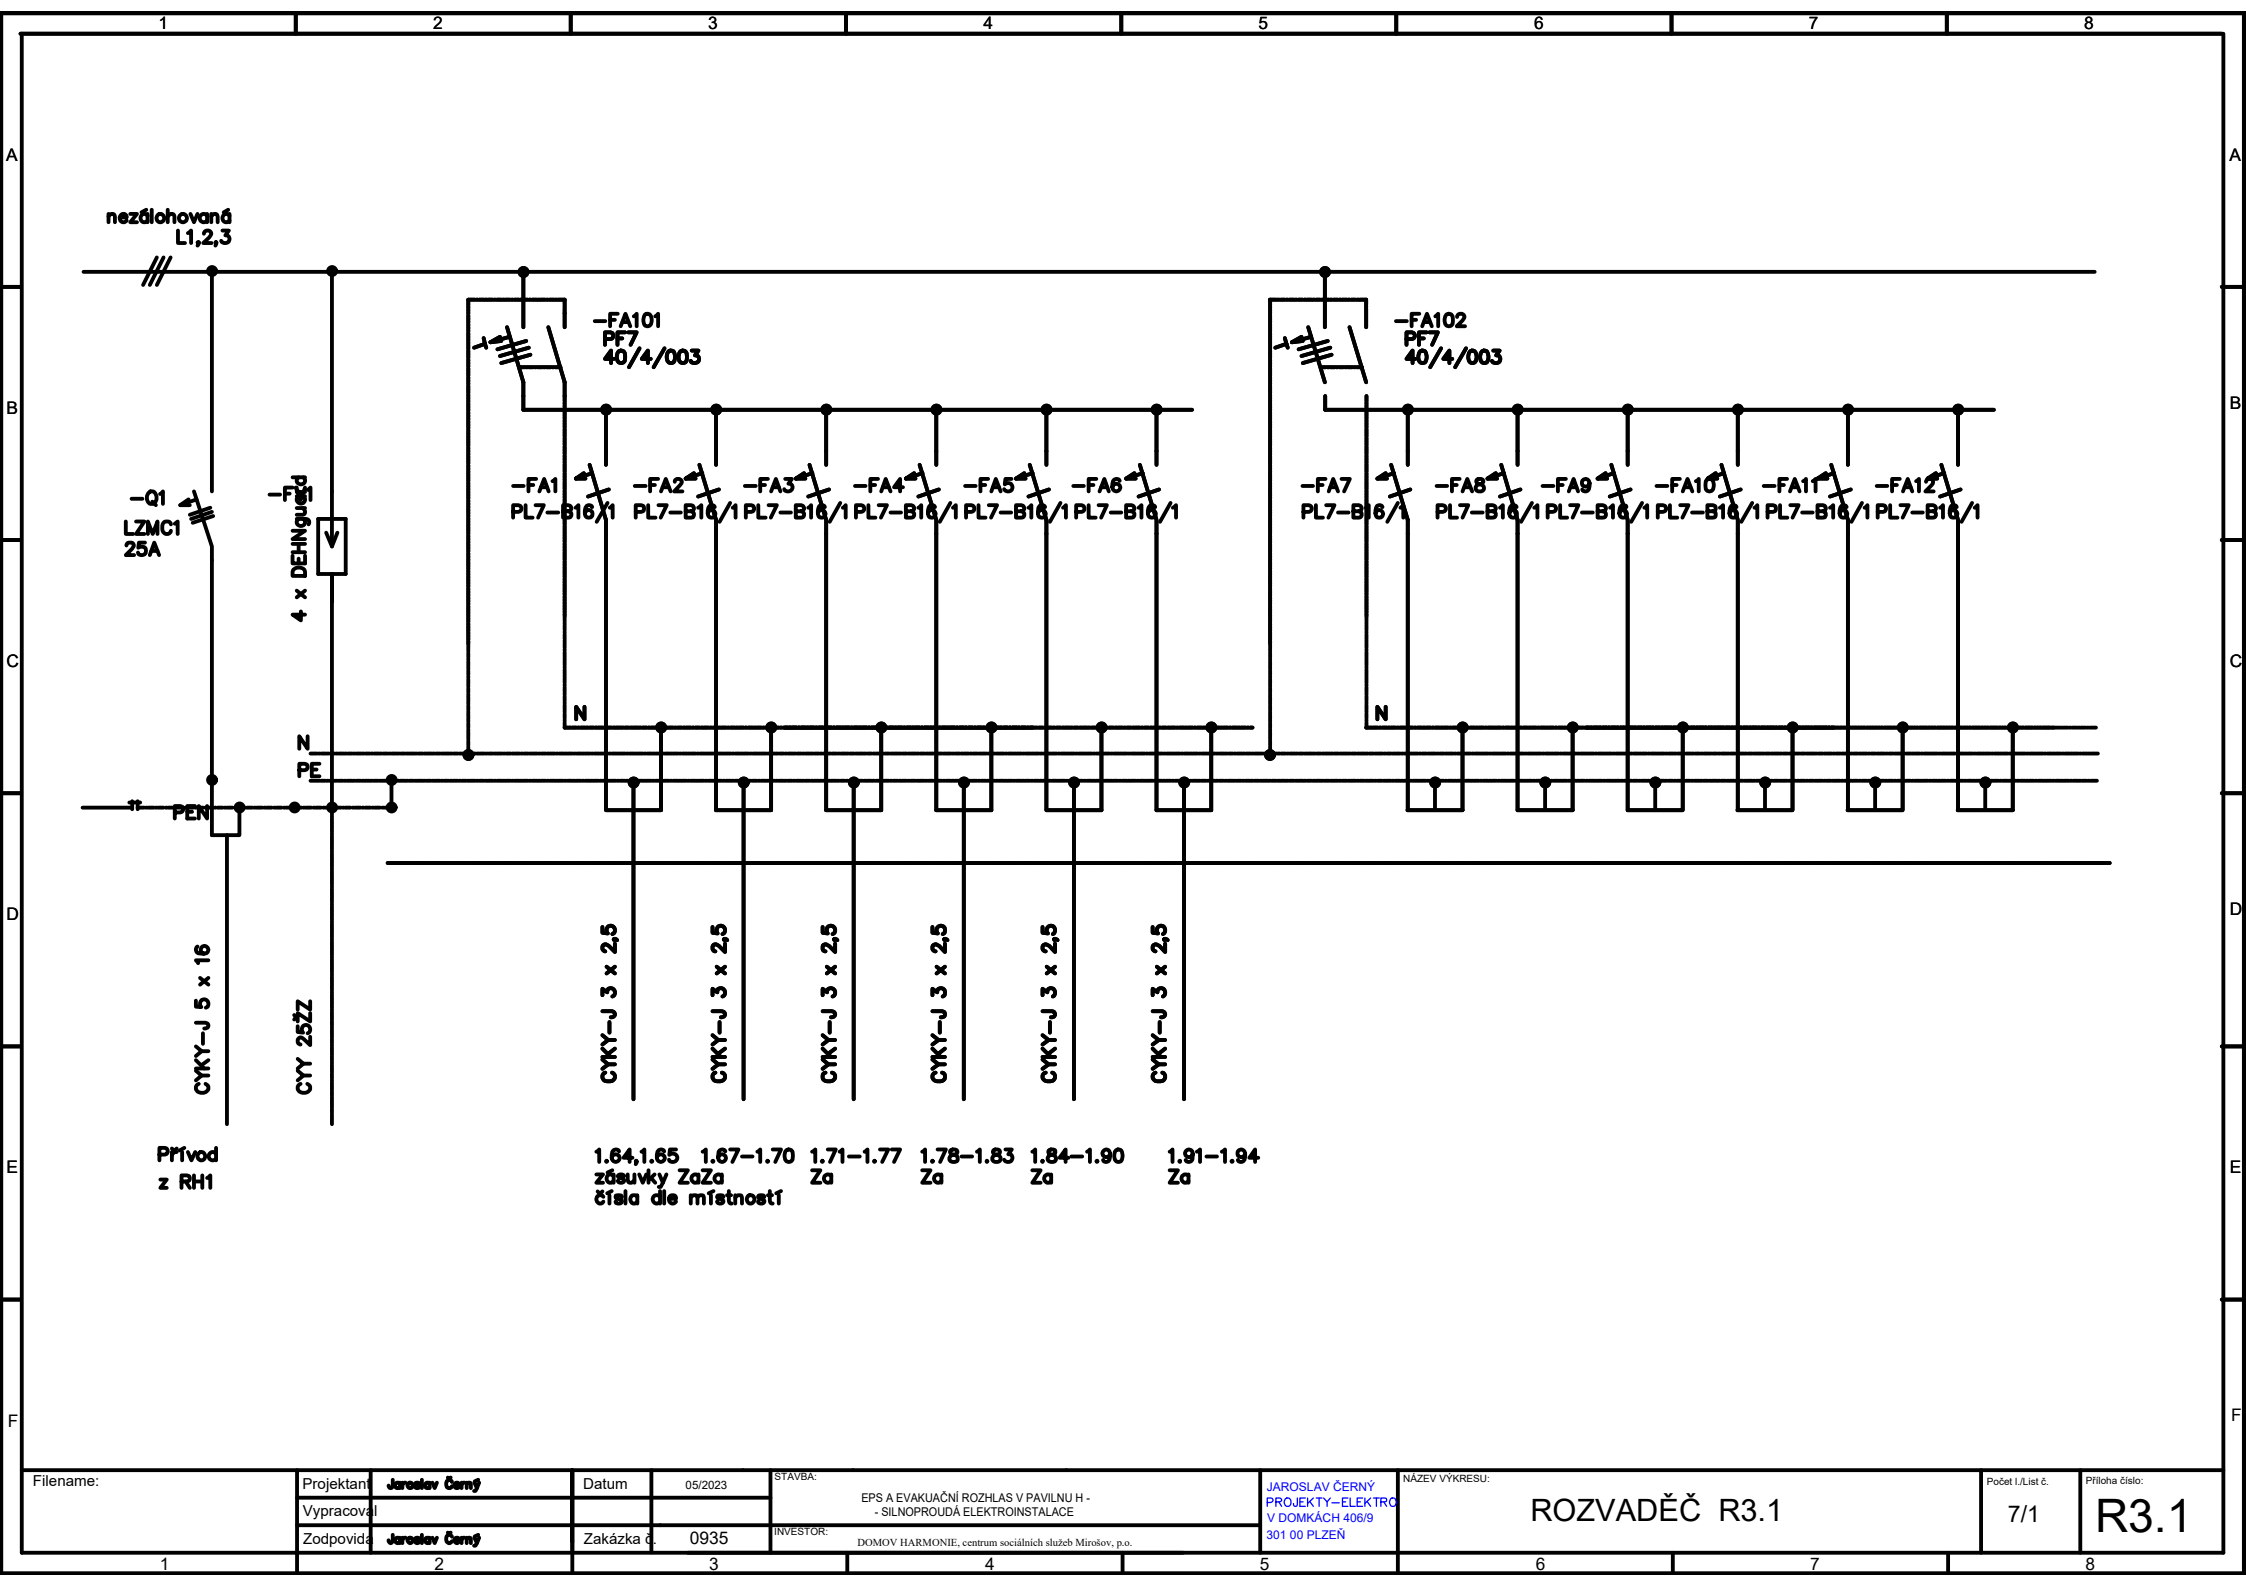 1 2 3 4 5 6 7 8
A A
nezálohovaná
L1,2,3
-FA101
PF7
40/4/003
-FA102
PF7
40/4/003
B B
-Q1
LZMC1
25A
4 x DEHNguard
-FA1
PL7-B16/1
-FA2
PL7-B16/1
-FA3
PL7-B16/1
-FA4
PL7-B16/1
-FA5
PL7-B16/1
-FA6
PL7-B16/1
-FA7
PL7-B16/1
-FA8
PL7-B16/1
-FA9
PL7-B16/1
-FA10
PL7-B16/1
-FA11
PL7-B16/1
-FA12
PL7-B16/1
C C
N N
N
PE
PEN
D D
CYKY-J 5 x 16
CYY 25ŽZ
CYKY-J 3 x 2,5
CYKY-J 3 x 2,5
CYKY-J 3 x 2,5
CYKY-J 3 x 2,5
CYKY-J 3 x 2,5
CYKY-J 3 x 2,5
E E
Přívod
z RH1
1.64,1.65
zásuvky Za
čísla dle místností
1.67-1.70
Za
1.71-1.77
Za
1.78-1.83
Za
1.84-1.90
Za
1.91-1.94
Za
F F
Filename:
Projektant Jaroslav Černý
Vypracoval
Zodpovídá Jaroslav Černý
Datum 05/2023
Zakázka č. 0935
STAVBA:
EPS A EVAKUAČNÍ ROZHLAS V PAVILNU H -
- SILNOPROUDÁ ELEKTROINSTALACE
INVESTOR:
DOMOV HARMONIE, centrum sociálních služeb Mirošov, p.o.
JAROSLAV ČERNÝ
PROJEKTY-ELEKTRO
V DOMKÁCH 406/9
301 00 PLZEŇ
NÁZEV VÝKRESU:
ROZVADĚČ R3.1
Počet l./List č.
7/1
Příloha číslo:
R3.1
1 2 3 4 5 6 7 8